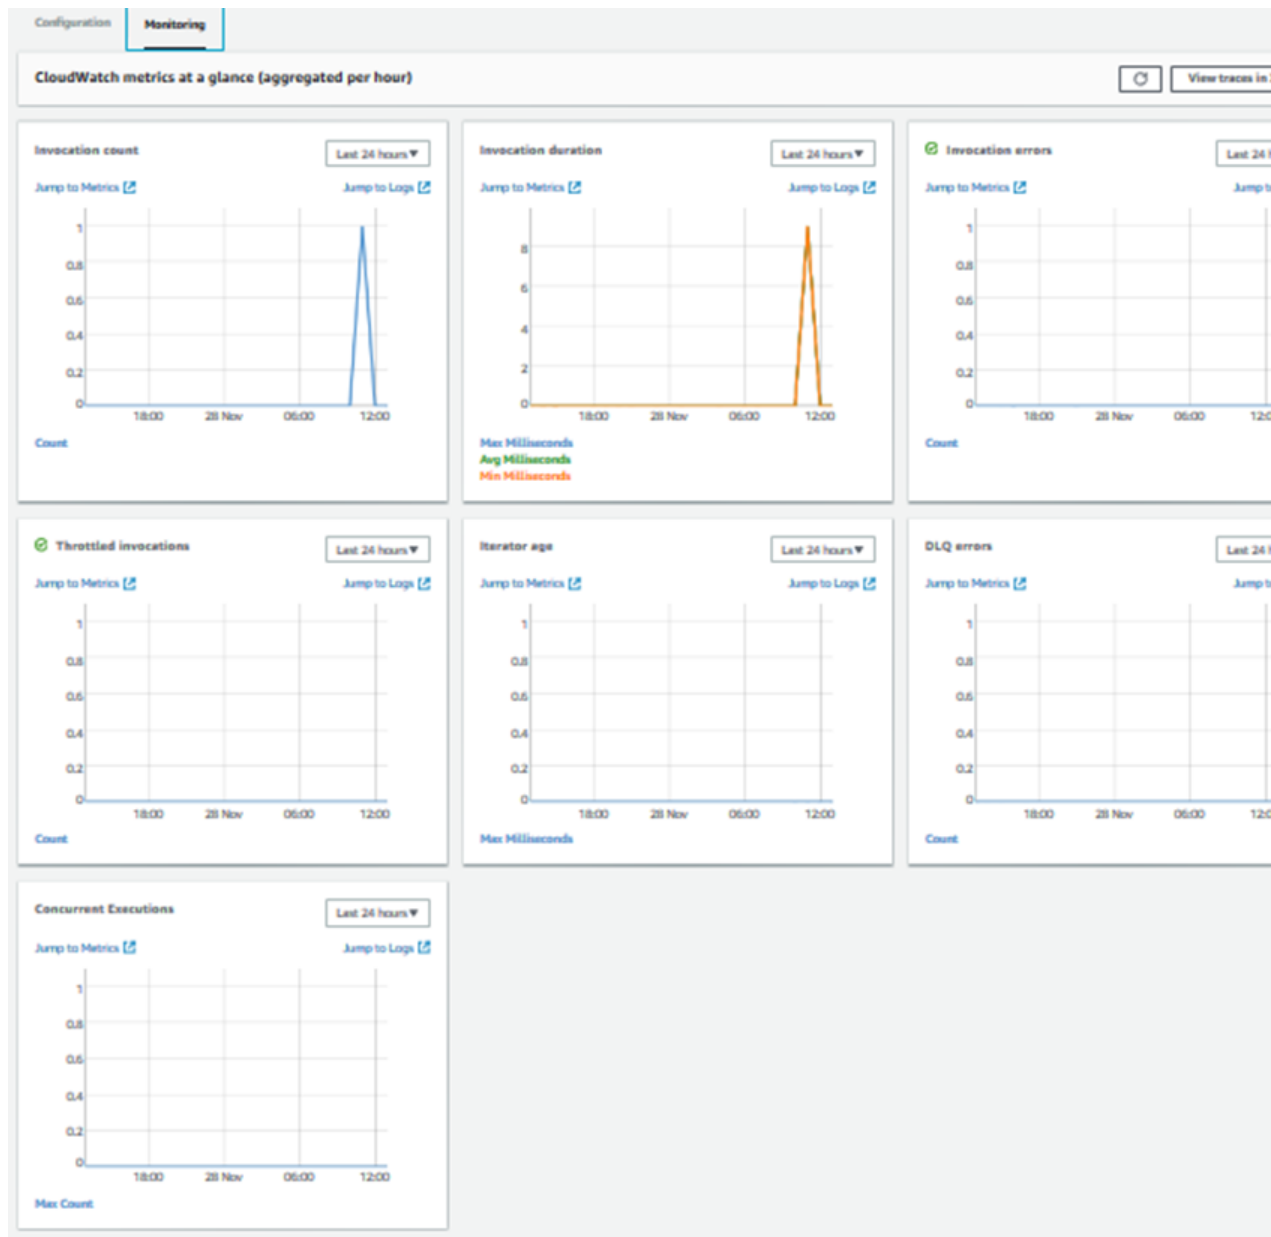 Configuration Monitoring
CloudWatch metrics at a glance (aggregated per hour)
View traces in
Invocation count
Last 24 hours
Jump to Metrics
Jump to Logs
1
0.8
0.6
0.4
0.2
0
18:00 28 Nov 06:00 12:00
Count
Invocation duration
Last 24 hours
Jump to Metrics
Jump to Logs
8
6
4
2
0
18:00 28 Nov 06:00 12:00
Max Milliseconds
Avg Milliseconds
Min Milliseconds
Invocation errors
Last 24
Jump to Metrics
Jump
1
0.8
0.6
0.4
0.2
0
18:00 28 Nov 06:00
Count
Throttled invocations
Last 24 hours
Jump to Metrics
Jump to Logs
1
0.8
0.6
0.4
0.2
0
18:00 28 Nov 06:00 12:00
Count
Iterator age
Last 24 hours
Jump to Metrics
Jump to Logs
1
0.8
0.6
0.4
0.2
0
18:00 28 Nov 06:00 12:00
Max Milliseconds
DLQ errors
Last 24
Jump to Metrics
Jump
1
0.8
0.6
0.4
0.2
0
18:00 28 Nov 06:00
Count
Concurrent Executions
Last 24 hours
Jump to Metrics
Jump to Logs
1
0.8
0.6
0.4
0.2
0
18:00 28 Nov 06:00 12:00
Max Count